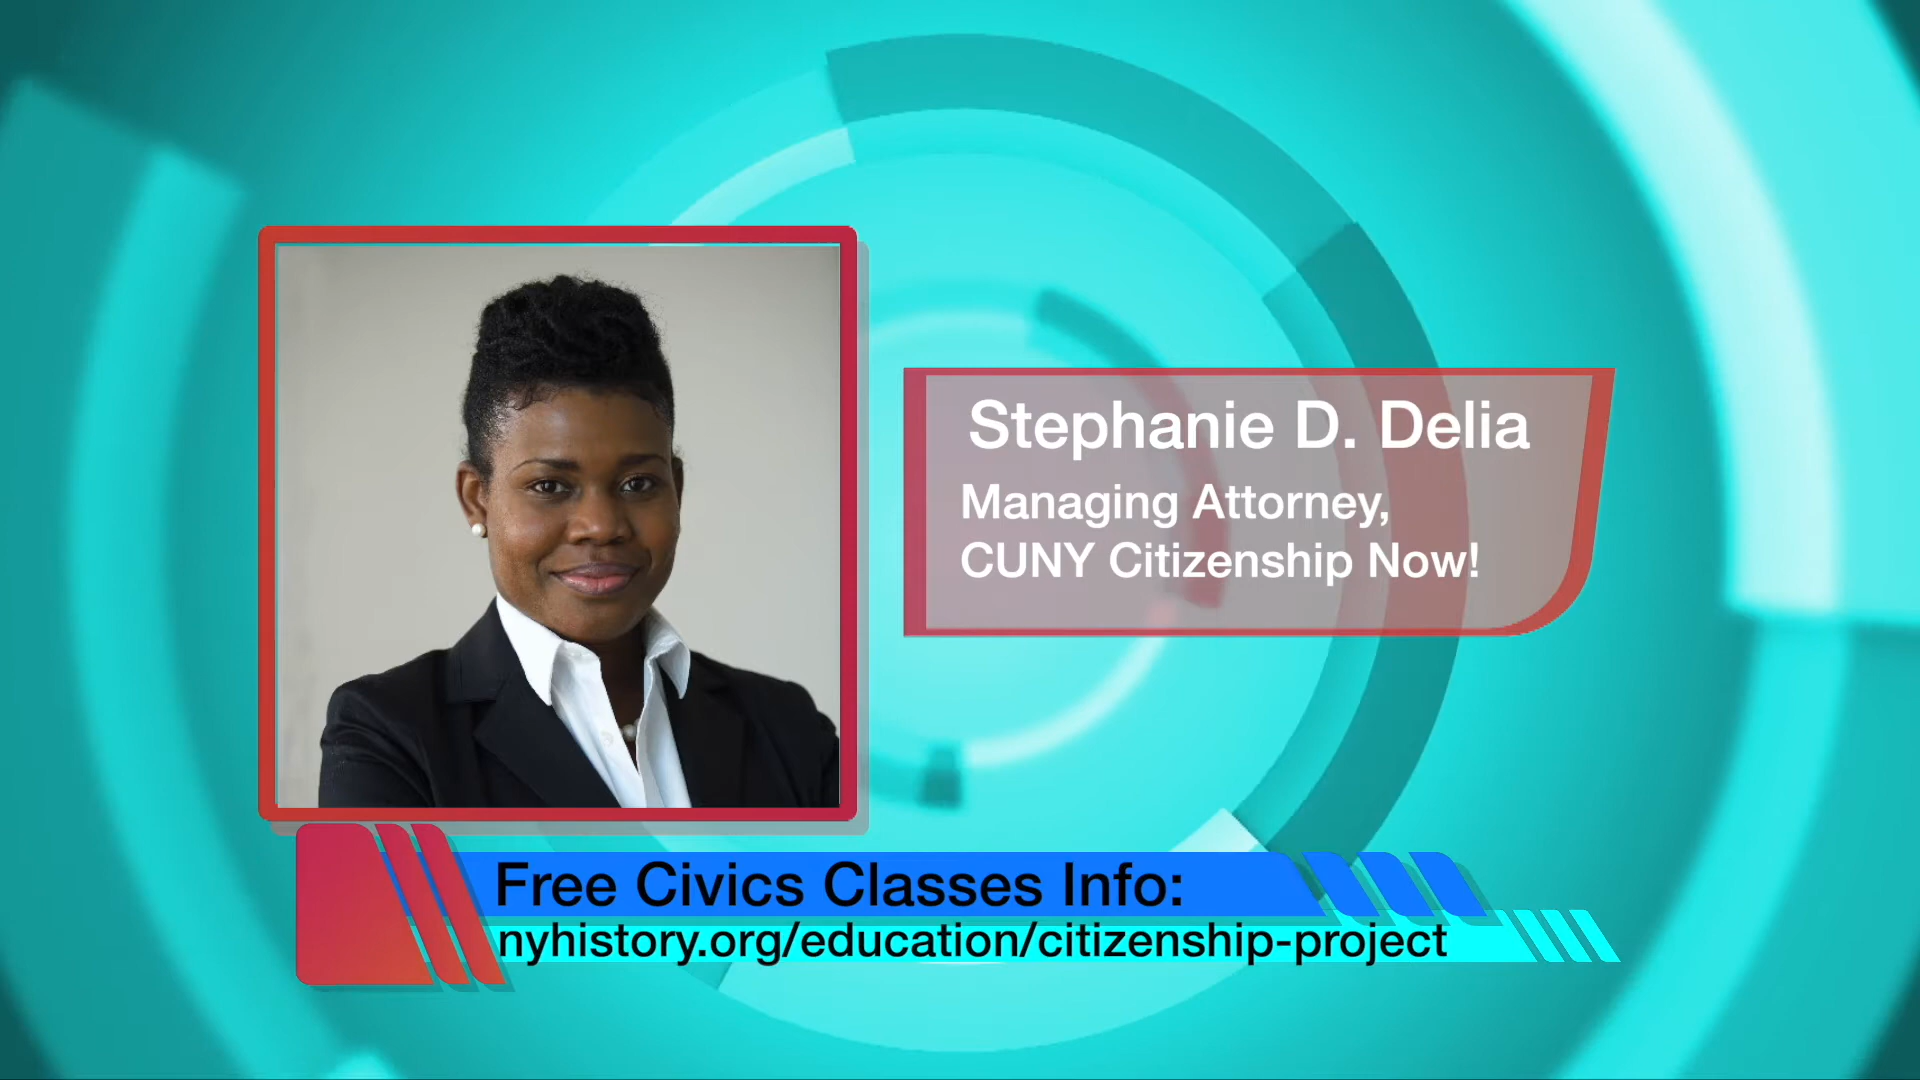 Stephanie D. Delia
Managing Attorney,
CUNY Citizenship Now!
Free Civics Classes Info:
nyhistory.org/education/citizenship-project